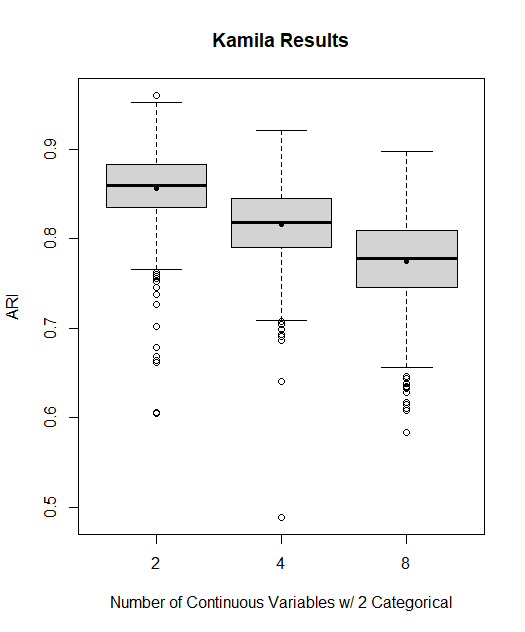 Kamila Results
ARI
0.9
0.8
0.7
0.6
0.5
2 4 8
Number of Continuous Variables w/ 2 Categorical